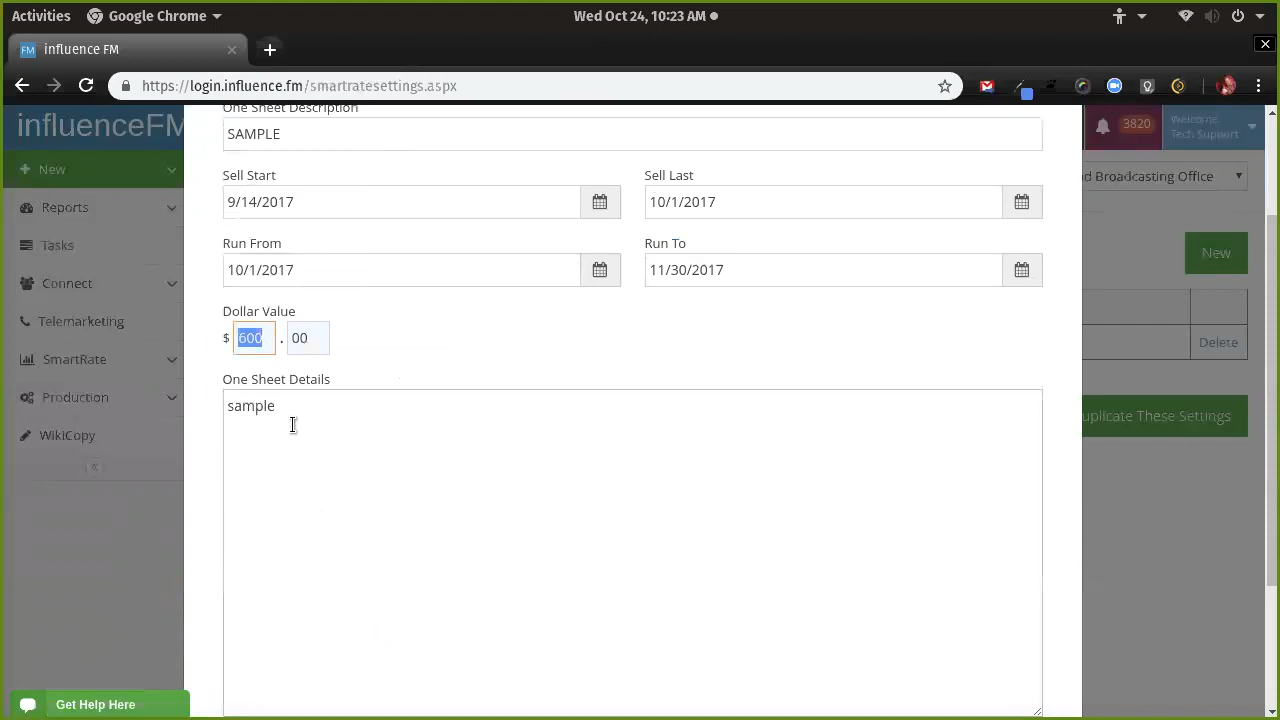 Activities Google Chrome Wed Oct 24, 10:23 AM
FM influence FM
https://login.influence.fm/smartratesettings.aspx
influenceFM
3820
Welcome,
Tech Support
New
Reports
Tasks
Connect
Telemarketing
SmartRate
Production
WikiCopy
One Sheet Description
SAMPLE
Sell Start Sell Last
9/14/2017 10/1/2017
Run From Run To
10/1/2017 11/30/2017
Dollar Value
$ 600 . 00
One Sheet Details
sample
d Broadcasting Office
New
Delete
uplicate These Settings
Get Help Here